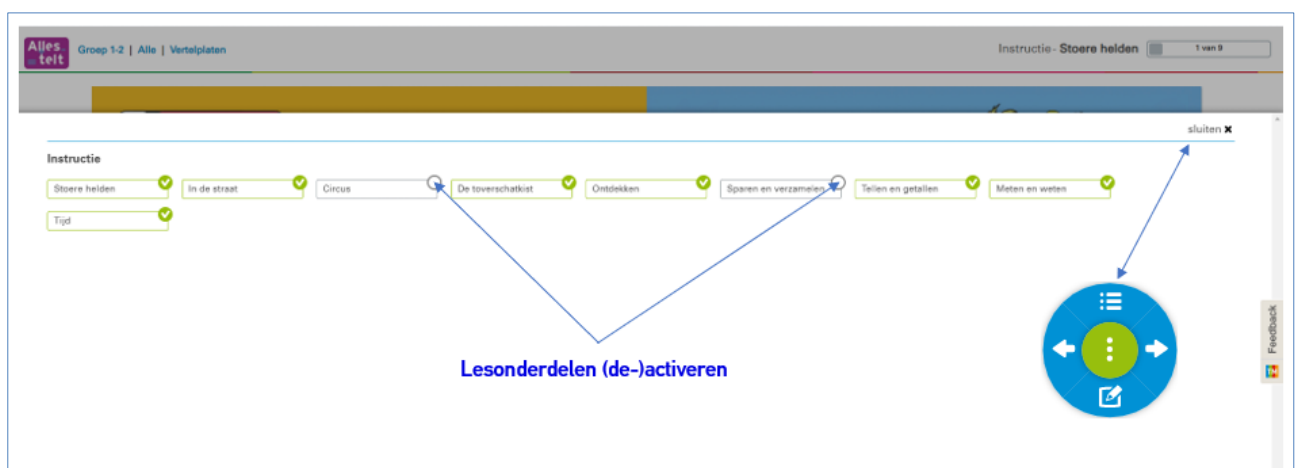 Alles telt
Groep 1-2 | Alle | Vertelplaten
Instructie - Stoere helden
1 van 9
sluiten ✖
Instructie
Stoere helden
In de straat
Circus
De toverschatkist
Ontdekken
Sparen en verzamelen
Tellen en getallen
Meten en weten
Tijd
Feedback
Lesonderdelen (de-)activeren